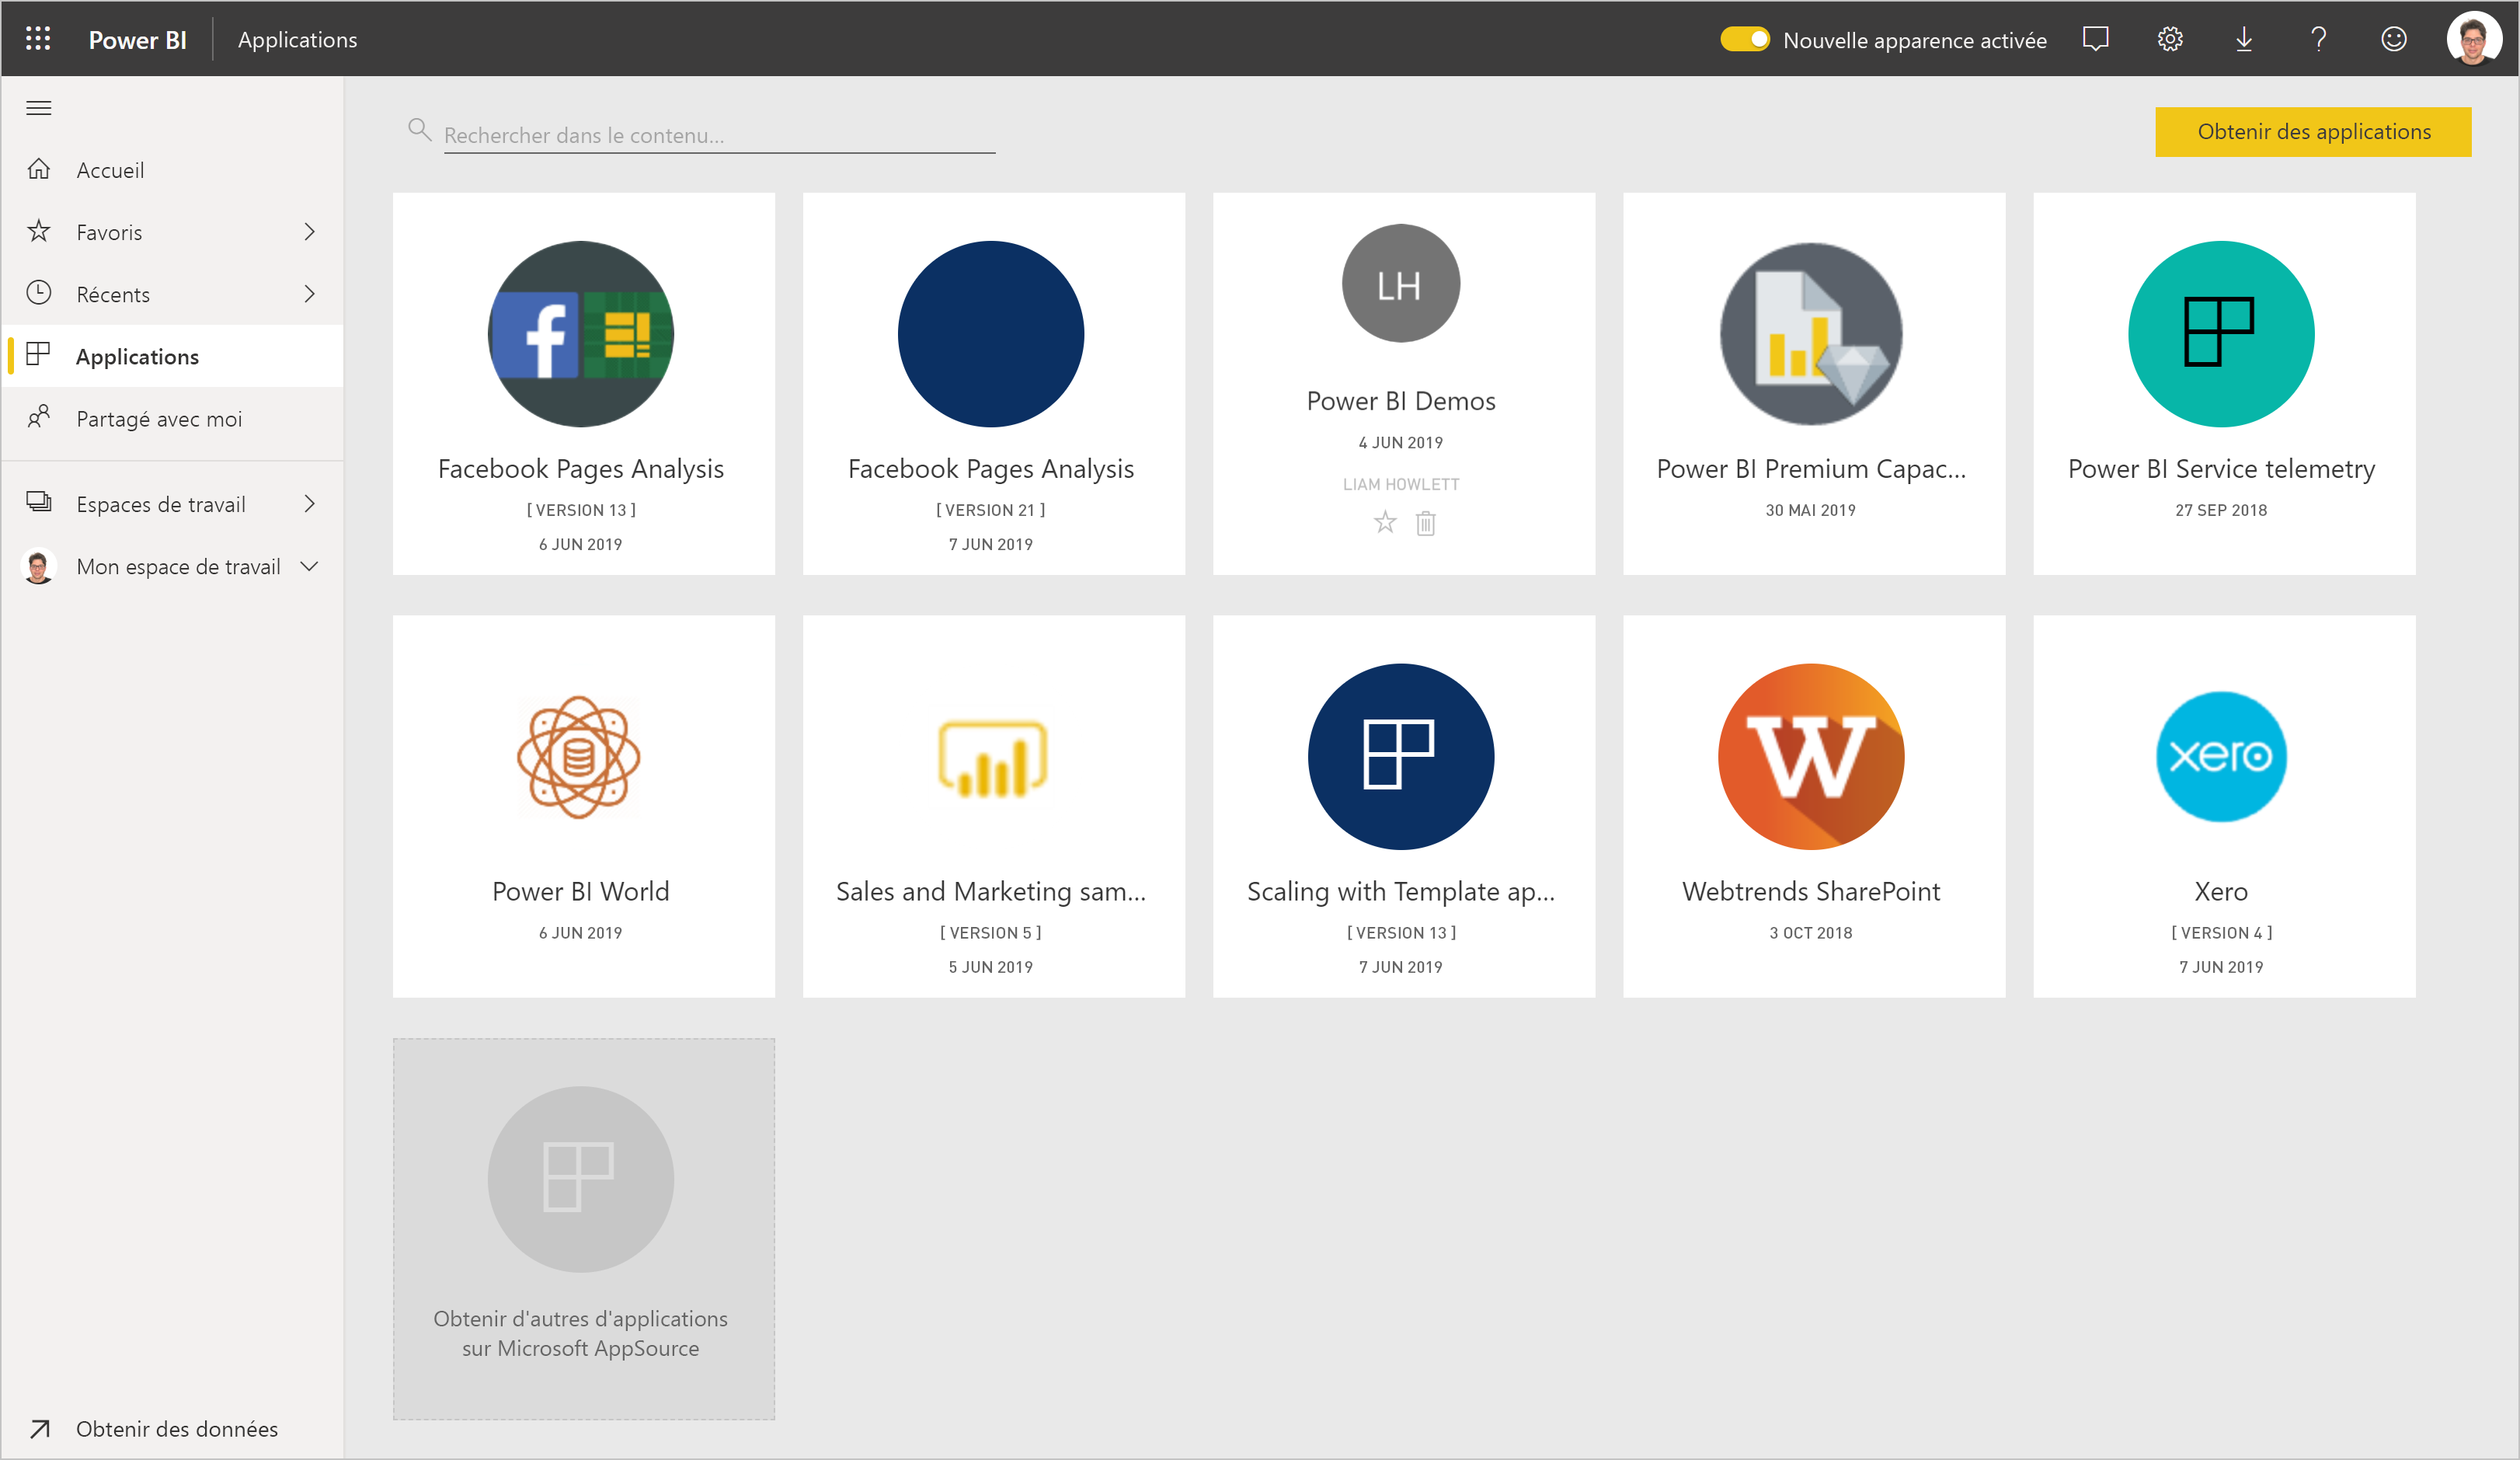 Power BI
Applications
Nouvelle apparence activée
Rechercher dans le contenu...
Obtenir des applications
Accueil
Favoris
Récents
Applications
Partagé avec moi
Espaces de travail
Mon espace de travail
Obtenir des données
f
Facebook Pages Analysis
[ VERSION 13 ]
6 JUN 2019
Facebook Pages Analysis
[ VERSION 21 ]
7 JUN 2019
LH
Power BI Demos
4 JUN 2019
LIAM HOWLETT
Power BI Premium Capac...
30 MAI 2019
Power BI Service telemetry
27 SEP 2018
Power BI World
6 JUN 2019
Sales and Marketing sam...
[ VERSION 5 ]
5 JUN 2019
Scaling with Template ap...
[ VERSION 13 ]
7 JUN 2019
W
Webtrends SharePoint
3 OCT 2018
xero
Xero
[ VERSION 4 ]
7 JUN 2019
Obtenir d'autres d'applications
sur Microsoft AppSource